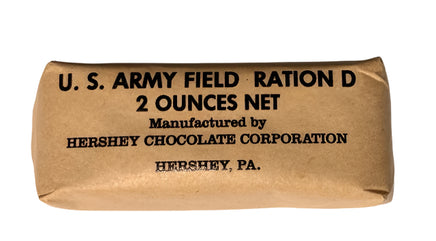 U. S. ARMY FIELD RATION D
2 OUNCES NET
Manufactured by
HERSHEY CHOCOLATE CORPORATION
HERSHEY, PA.